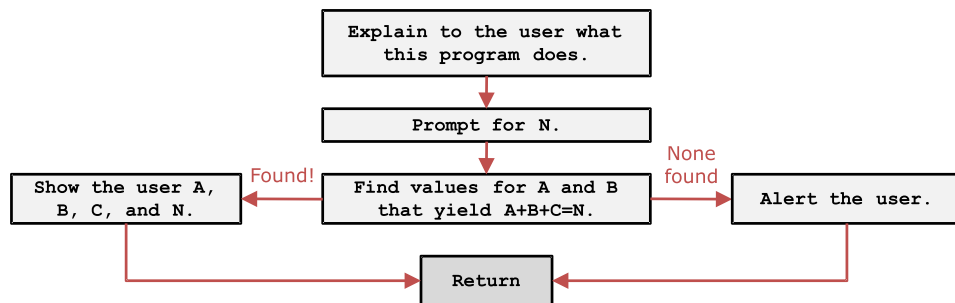 Explain to the user what
this program does.
Prompt for N.
None
found
Found!
Show the user A,
B, C, and N.
Find values for A and B
that yield A+B+C=N.
Alert the user.
Return